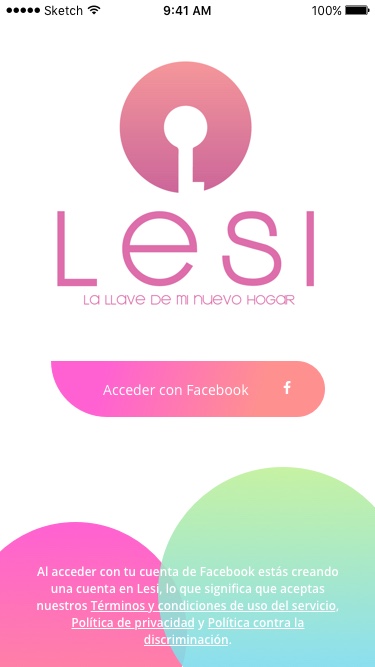 Sketch 9:41 AM 100%
Lesi
La LLave De mi nuevo HOGaR
Acceder con Facebook
Al acceder con tu cuenta de Facebook estás creando
una cuenta en Lesi, lo que significa que aceptas
nuestros Términos y condiciones de uso del servicio,
Política de privacidad y Política contra la
discriminación.